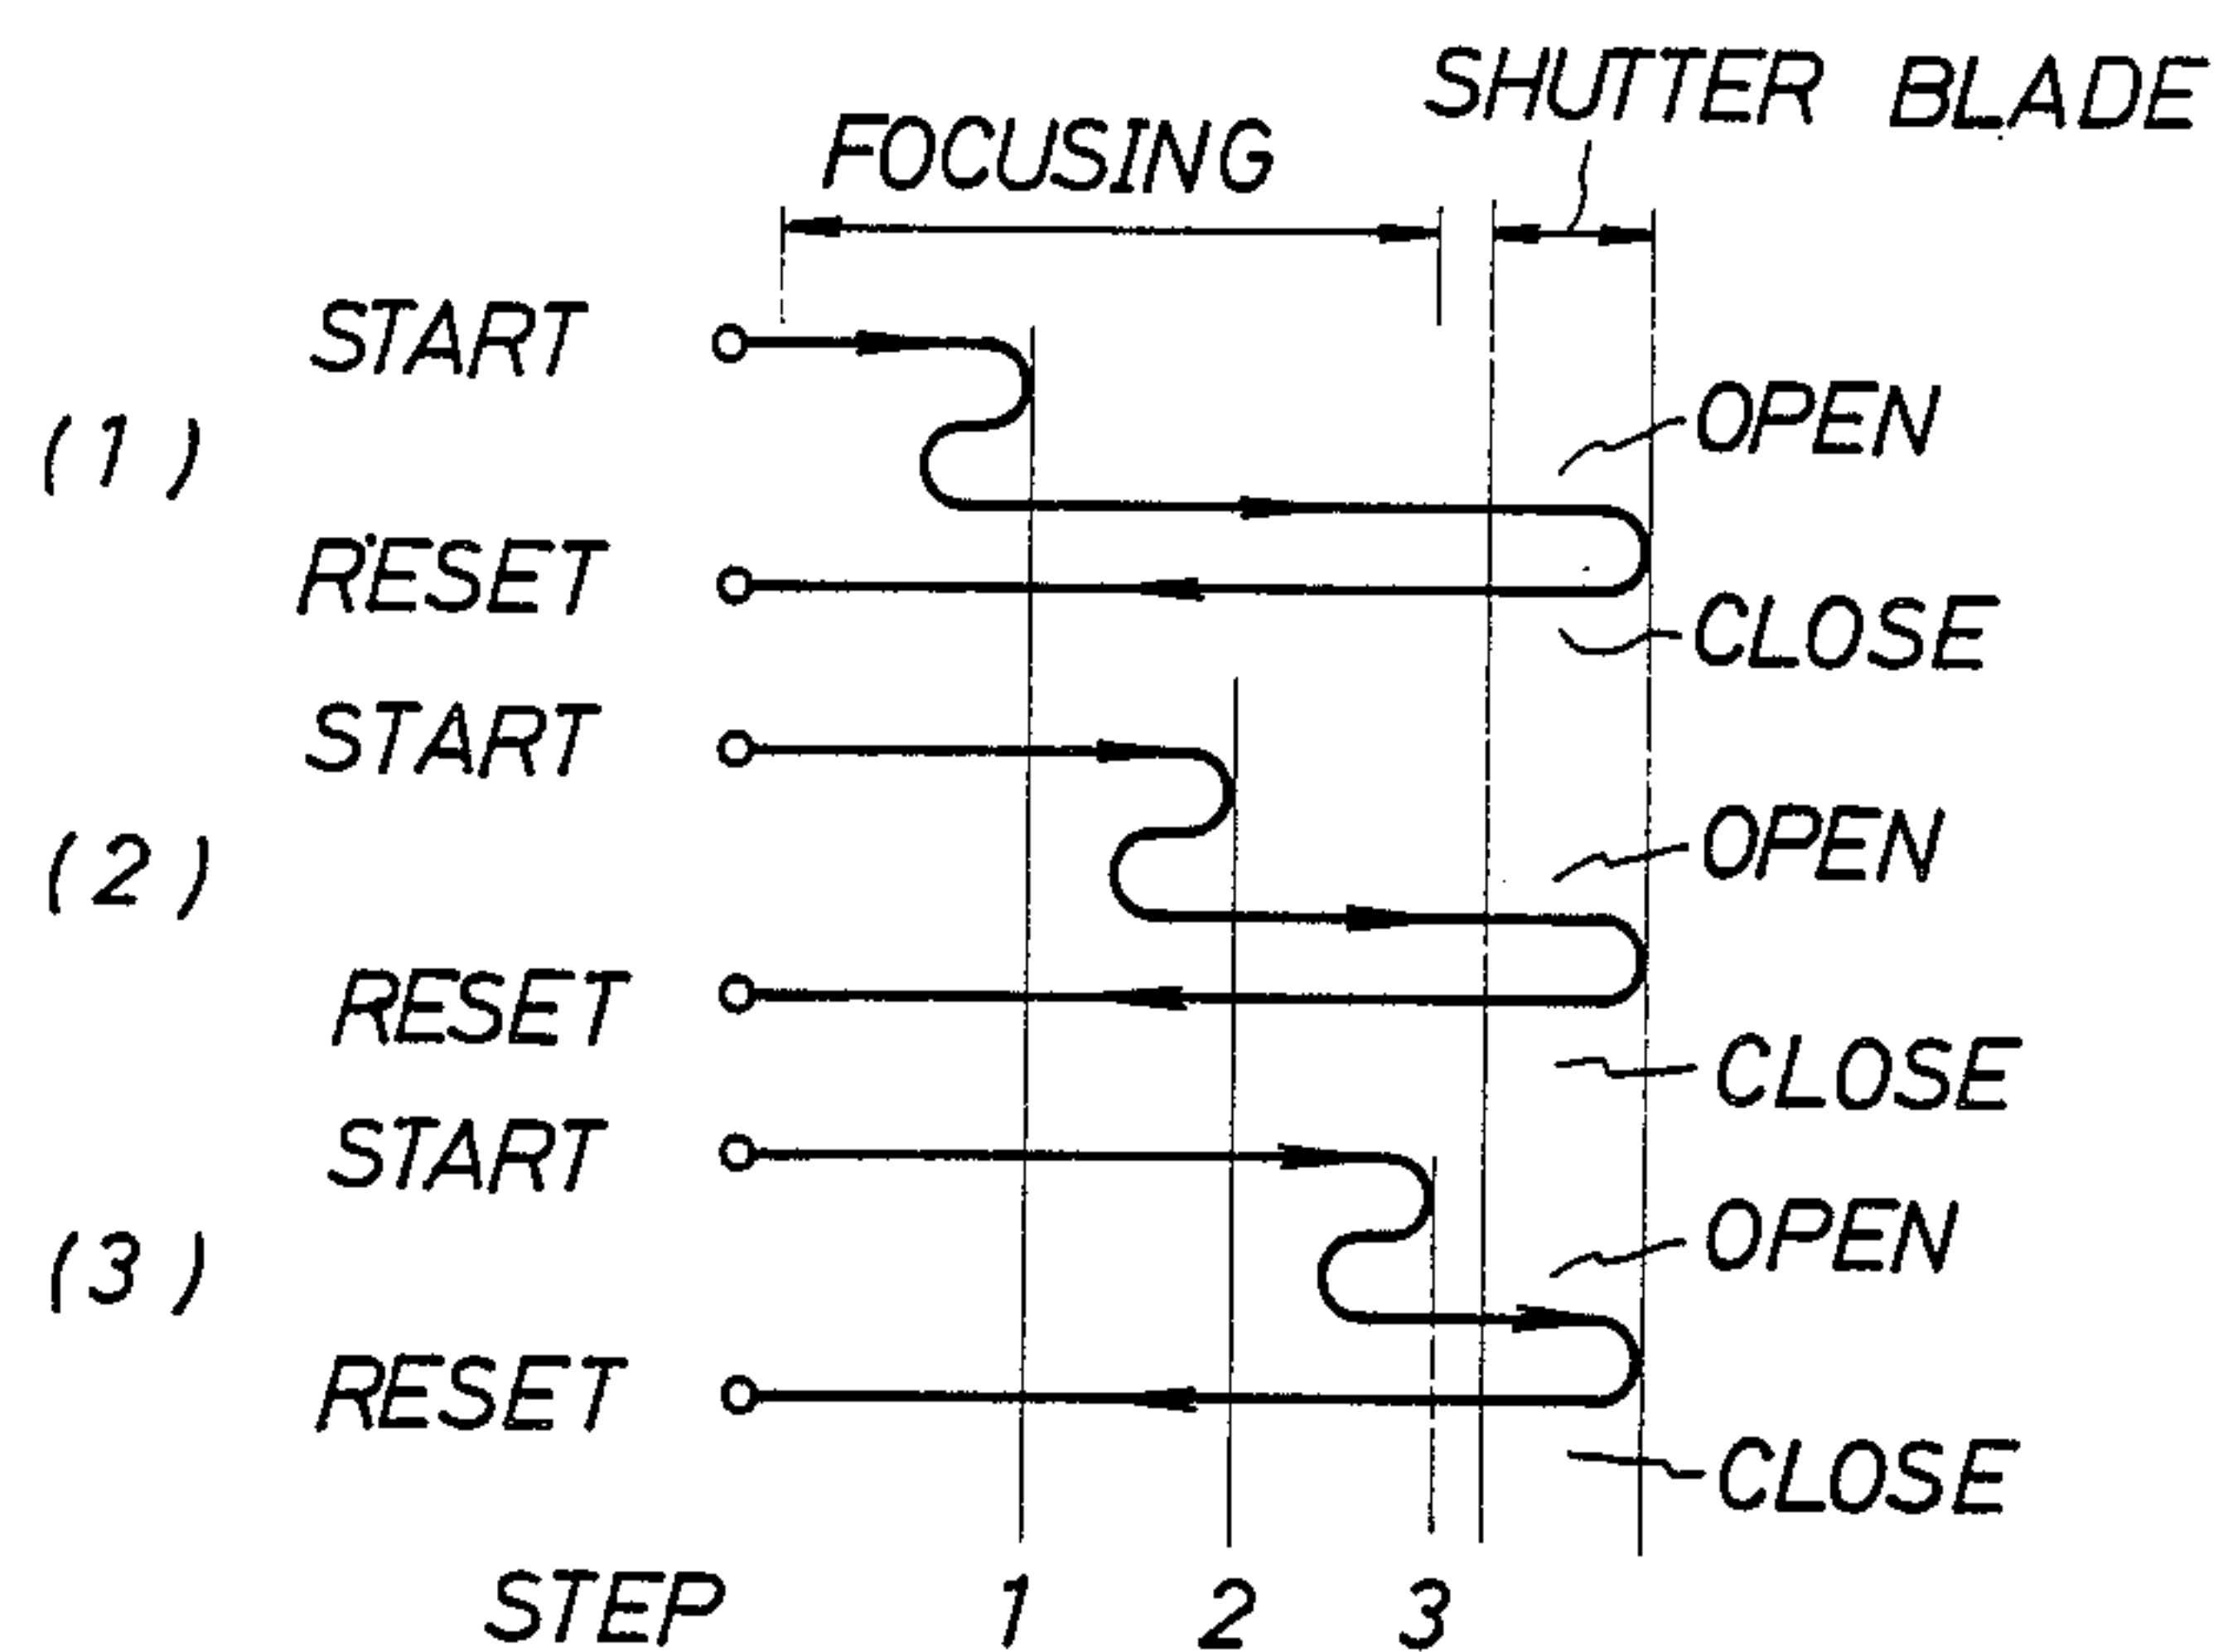 SHUTTER BLADE
FOCUSING
START
OPEN
(1)
RESET
CLOSE
START
OPEN
(2)
RESET
CLOSE
START
OPEN
(3)
RESET
CLOSE
STEP 1 2 3